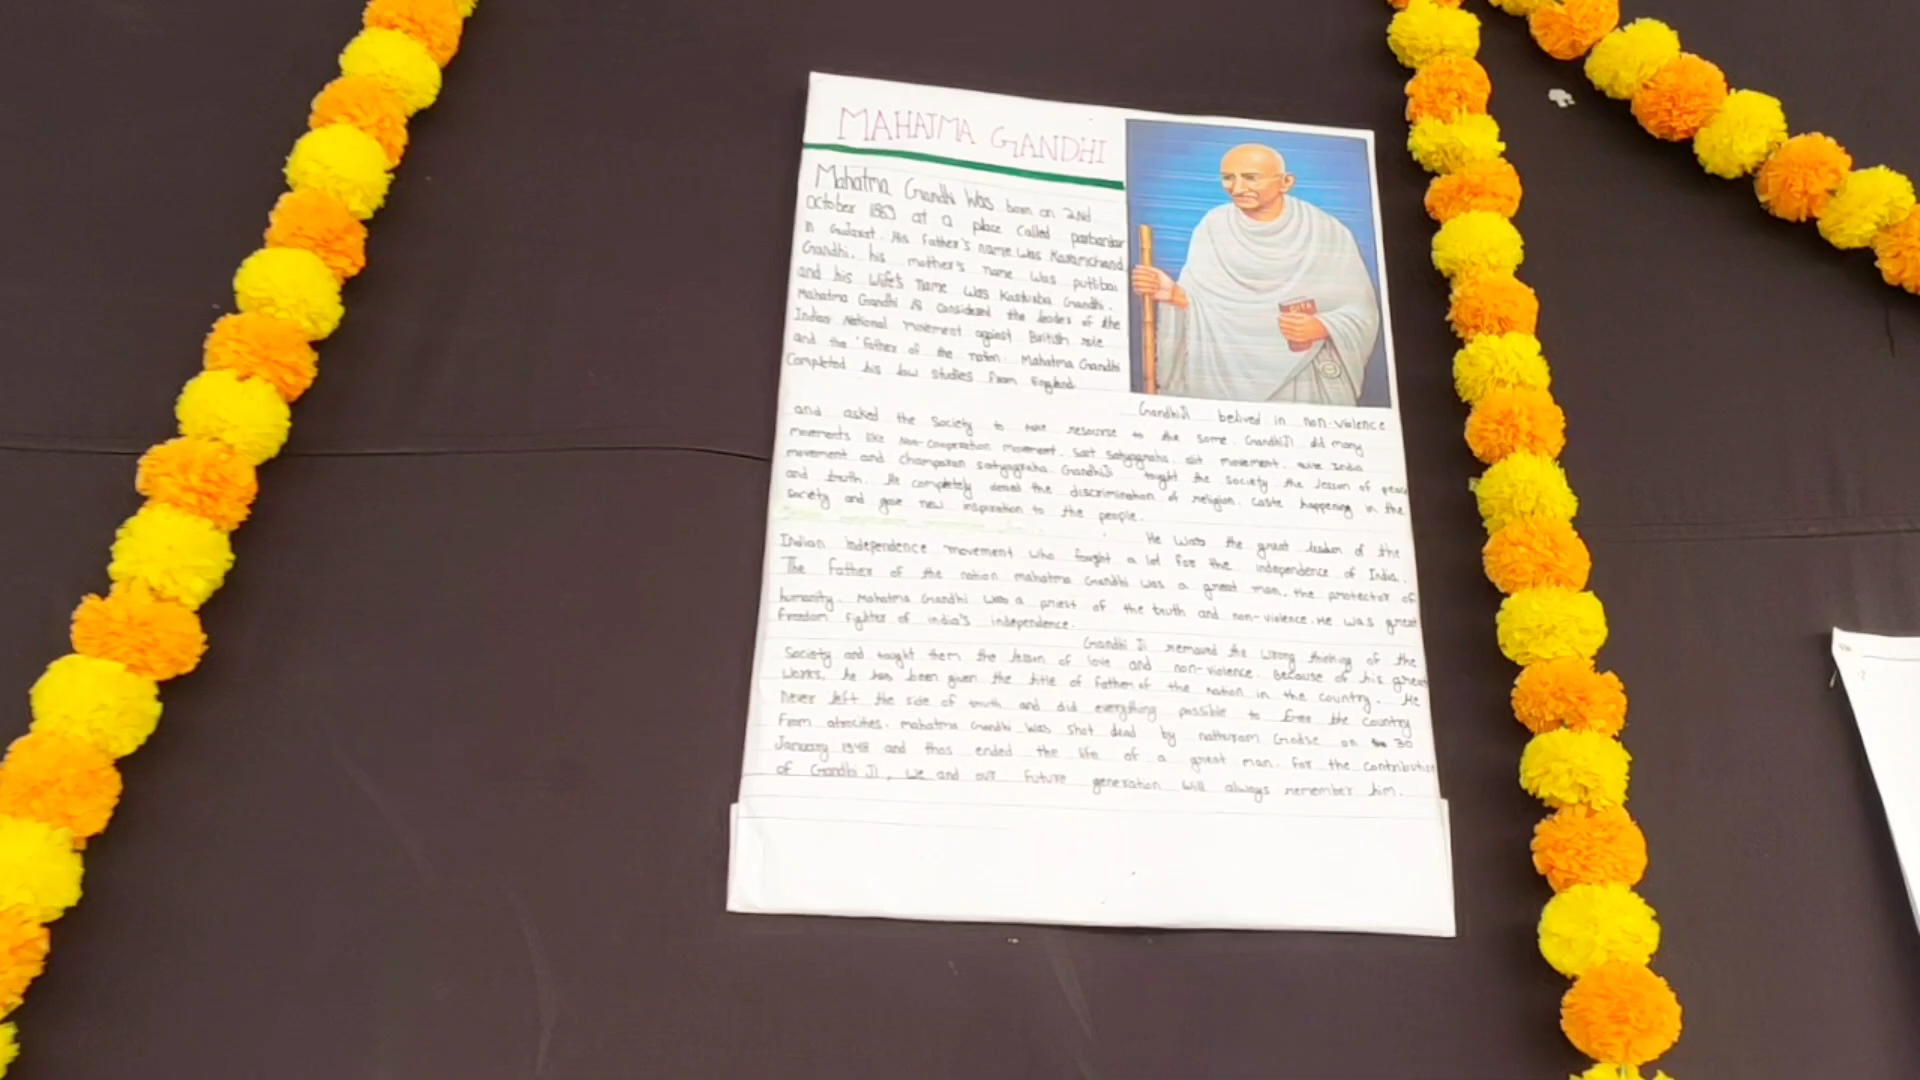 MAHATMA GANDHI
Mahatma Gandhi Was born on 2nd
october 1869 at a place called porbandar
in Gujarat. His father's name was Karamchand
Gandhi, his mother's name was putlibai
and his Wife's name was Kasturba Gandhi.
Mahatma Gandhi is considered the leader of the
Indian National movement against British role
and the father of the nation. Mahatma Gandhi
Completed his law studies from England.
GandhiJi belived in non-violence
and asked the society to take resource to the same. GandhiJi did many
movements like Non-Cooperation movement, salt satyagraha, movement, India
movement and Champaran satyagraha. GandhiJi taught the society the lesson of peace
and truth. He completely denied the discrimination of religion, caste happening in the
society and gave new inspiration to the people.
He was the great leader of the
Indian independence movement who fought a lot for the independence of India.
The Father of the nation mahatma Gandhi was a great man, the protector of
humanity. Mahatma Gandhi was a priest of the truth and non-violence. He was great
freedom fighter of india's independence.
Gandhi Ji removed the wrong thinking of the
Society and taught them the lesson of love and non-violence. Because of his great
works, he has been given the title of father of the nation in the country. He
never left the side of truth and did everything possible to free the country
from atrocities. mahatma Gandhi was shot dead by nathuram Godse on 30
January 1948 and thus ended the life of a great man. For the contribution
of Gandhi Ji, we and our future generation will always remember him.
GITA